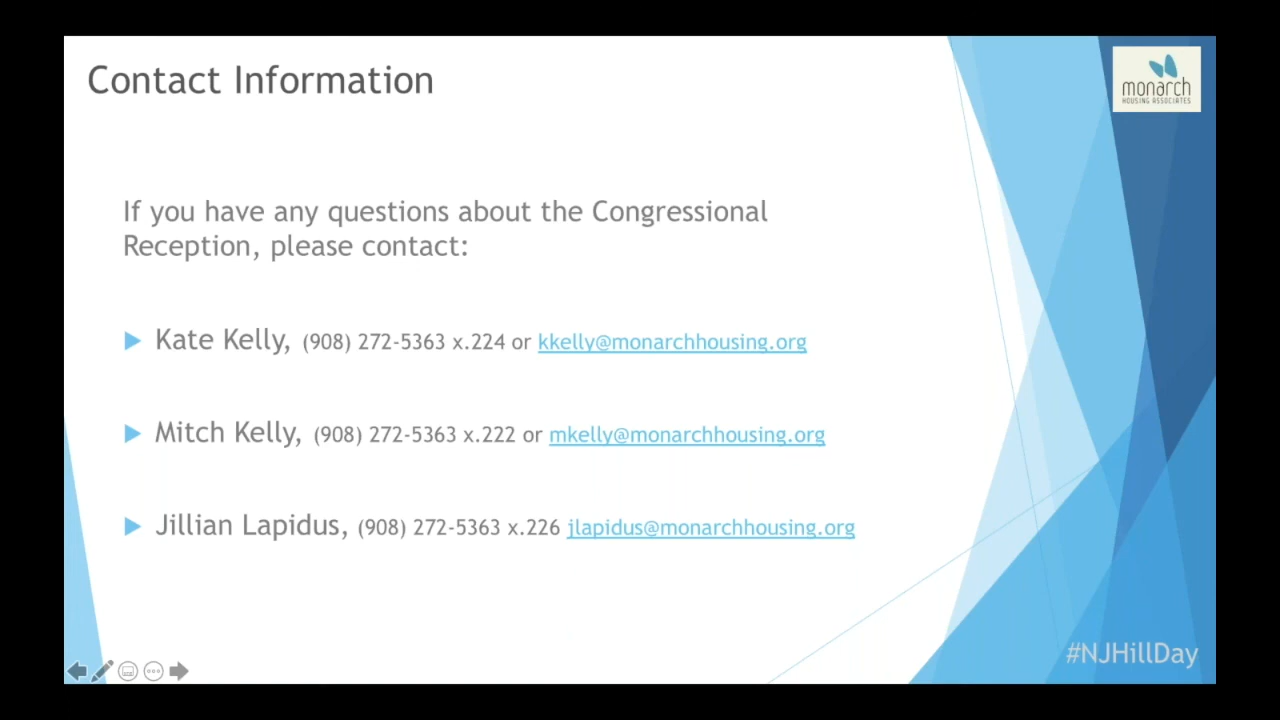 Contact Information
monarch
HOUSING ASSOCIATES
If you have any questions about the Congressional
Reception, please contact:
Kate Kelly, (908) 272-5363 x.224 or kkelly@monarchhousing.org
Mitch Kelly, (908) 272-5363 x.222 or mkelly@monarchhousing.org
Jillian Lapidus, (908) 272-5363 x.226 jlapidus@monarchhousing.org
#NJHillDay